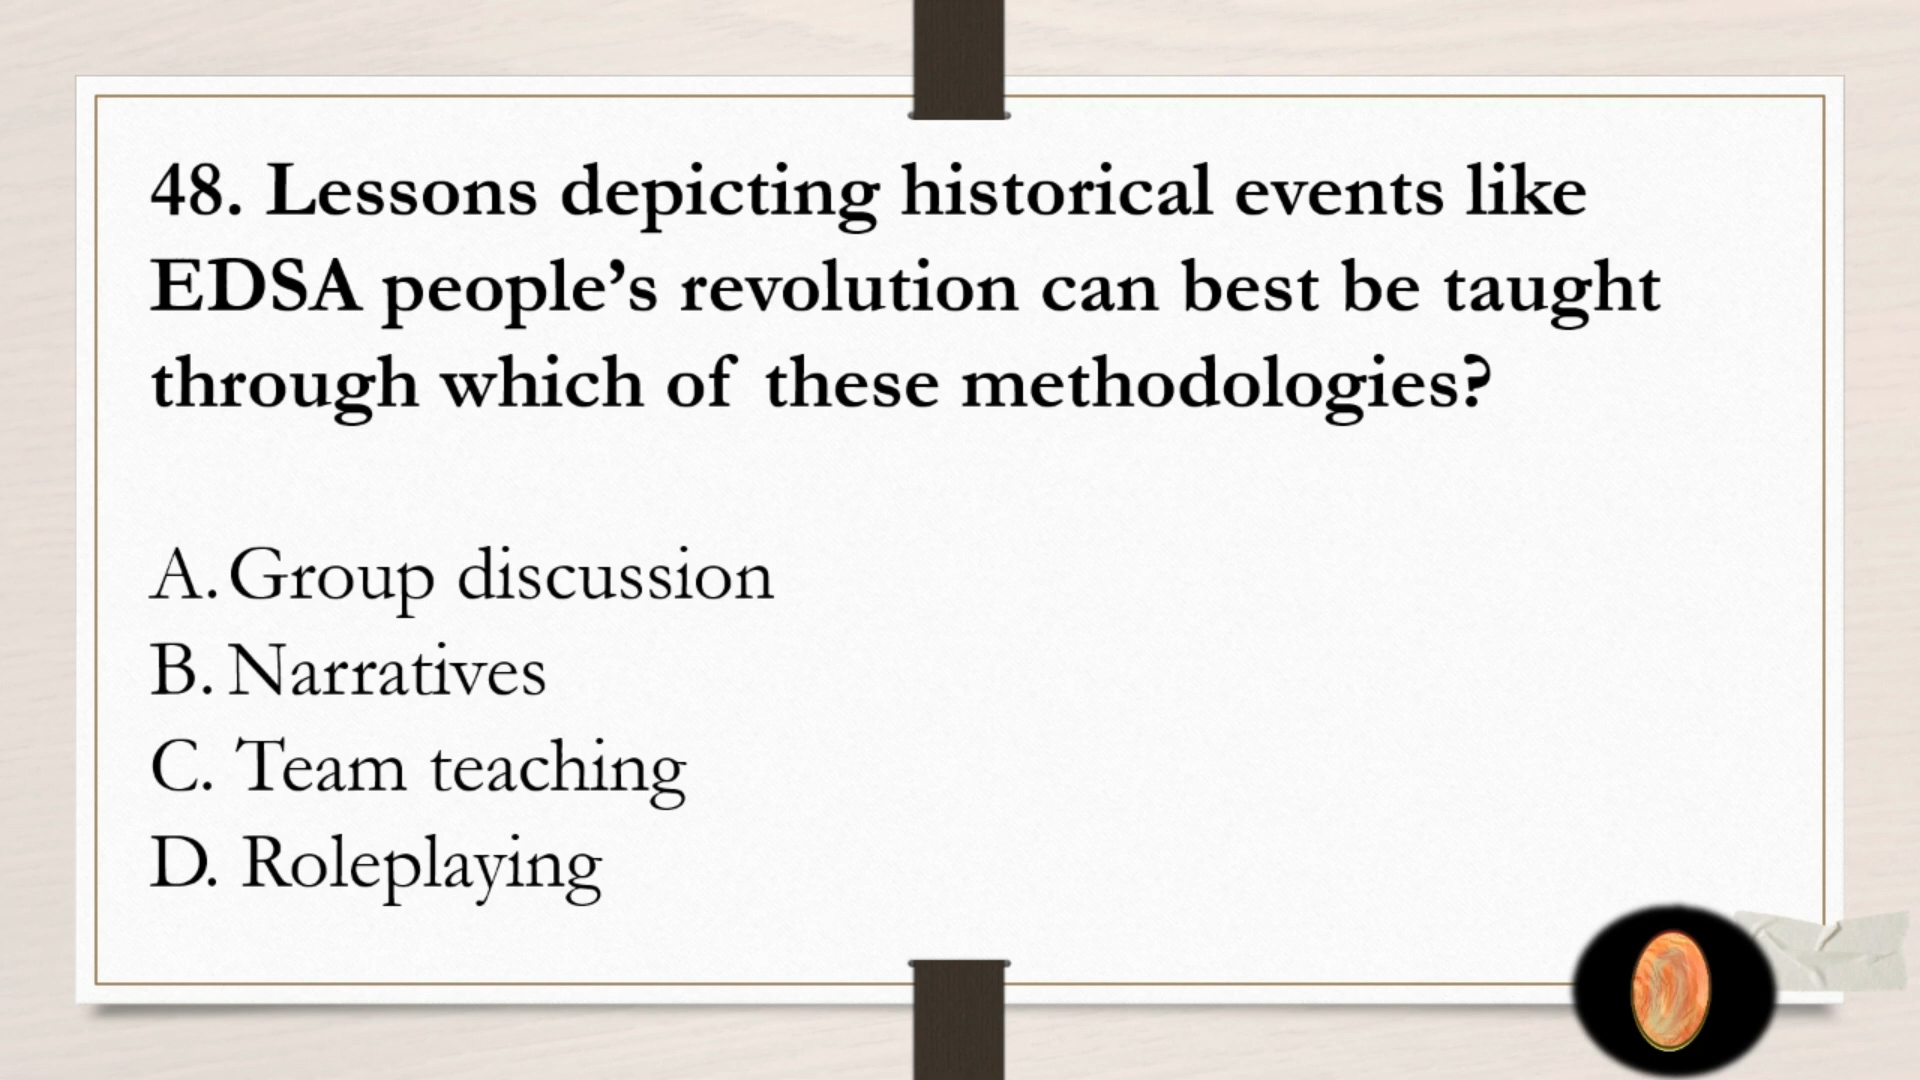 48. Lessons depicting historical events like
EDSA people’s revolution can best be taught
through which of these methodologies?
A. Group discussion
B. Narratives
C. Team teaching
D. Roleplaying